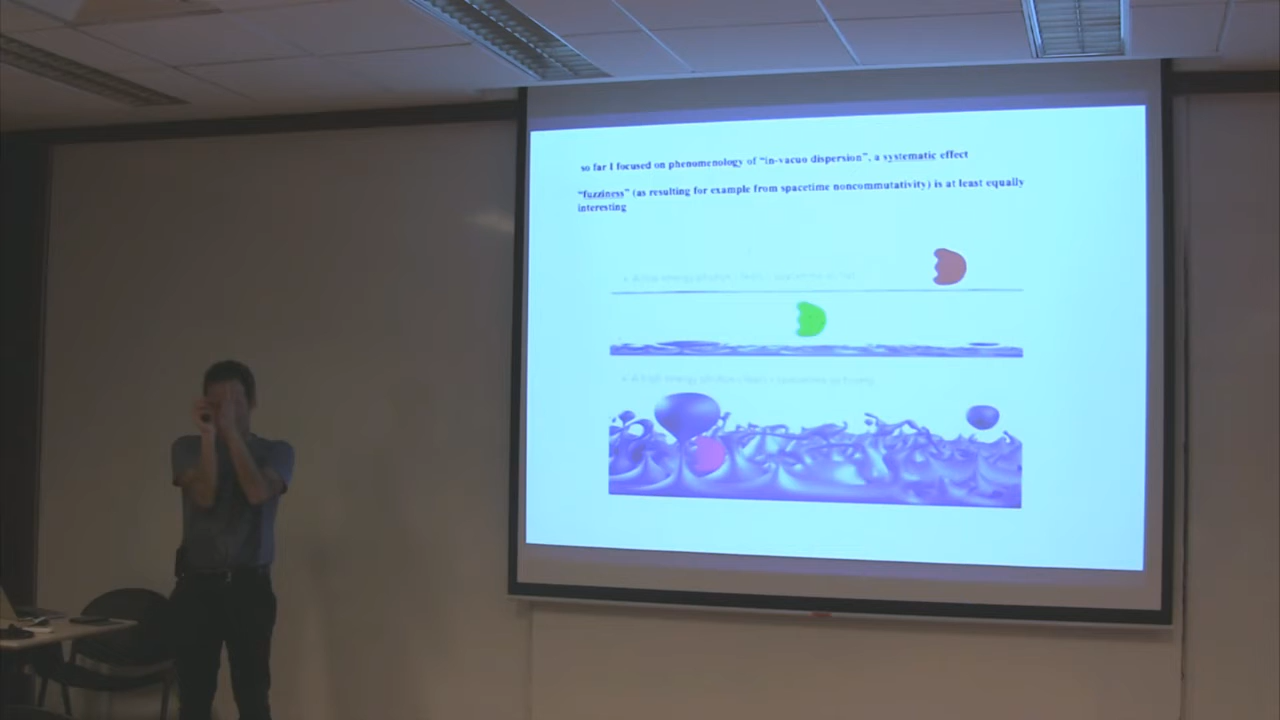 so far I focused on phenomenology of "in-vacuo dispersion", a systematic effect
"fuzziness" (as resulting for example from spacetime noncommutativity) is at least equally
interesting